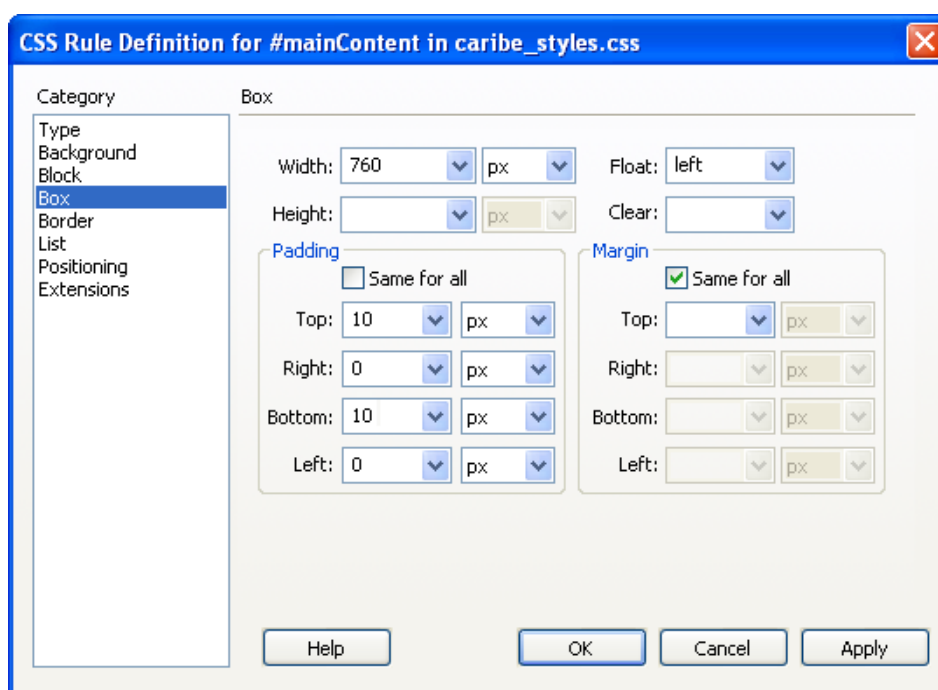 CSS Rule Definition for #mainContent in caribe_styles.css
Category
Box
Type
Background
Block
Box
Border
List
Positioning
Extensions
Width: 760 px Float: left
Height: px Clear:
Padding Margin
Same for all Same for all
Top: 10 px Top: px
Right: 0 px Right: px
Bottom: 10 px Bottom: px
Left: 0 px Left: px
Help OK Cancel Apply